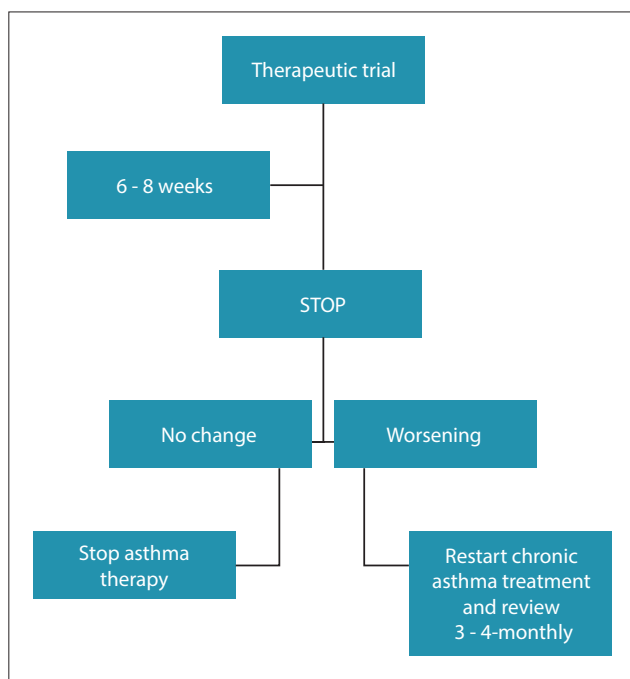 Therapeutic trial
6 - 8 weeks
STOP
No change
Worsening
Stop asthma
therapy
Restart chronic
asthma treatment
and review
3 - 4-monthly